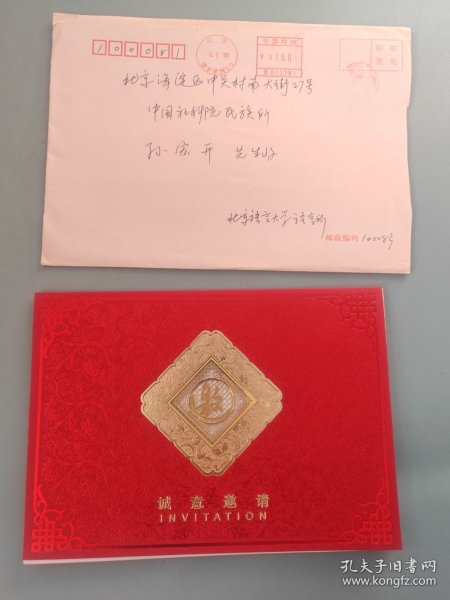 100081
中国邮政
北京海淀区中关村南大街27号
中国社科院民族所
孙宏开 先生收
北京语言大学语言所
邮政编码 100083
诚意邀请
INVITATION
孔夫子旧书网
www.kongfz.com